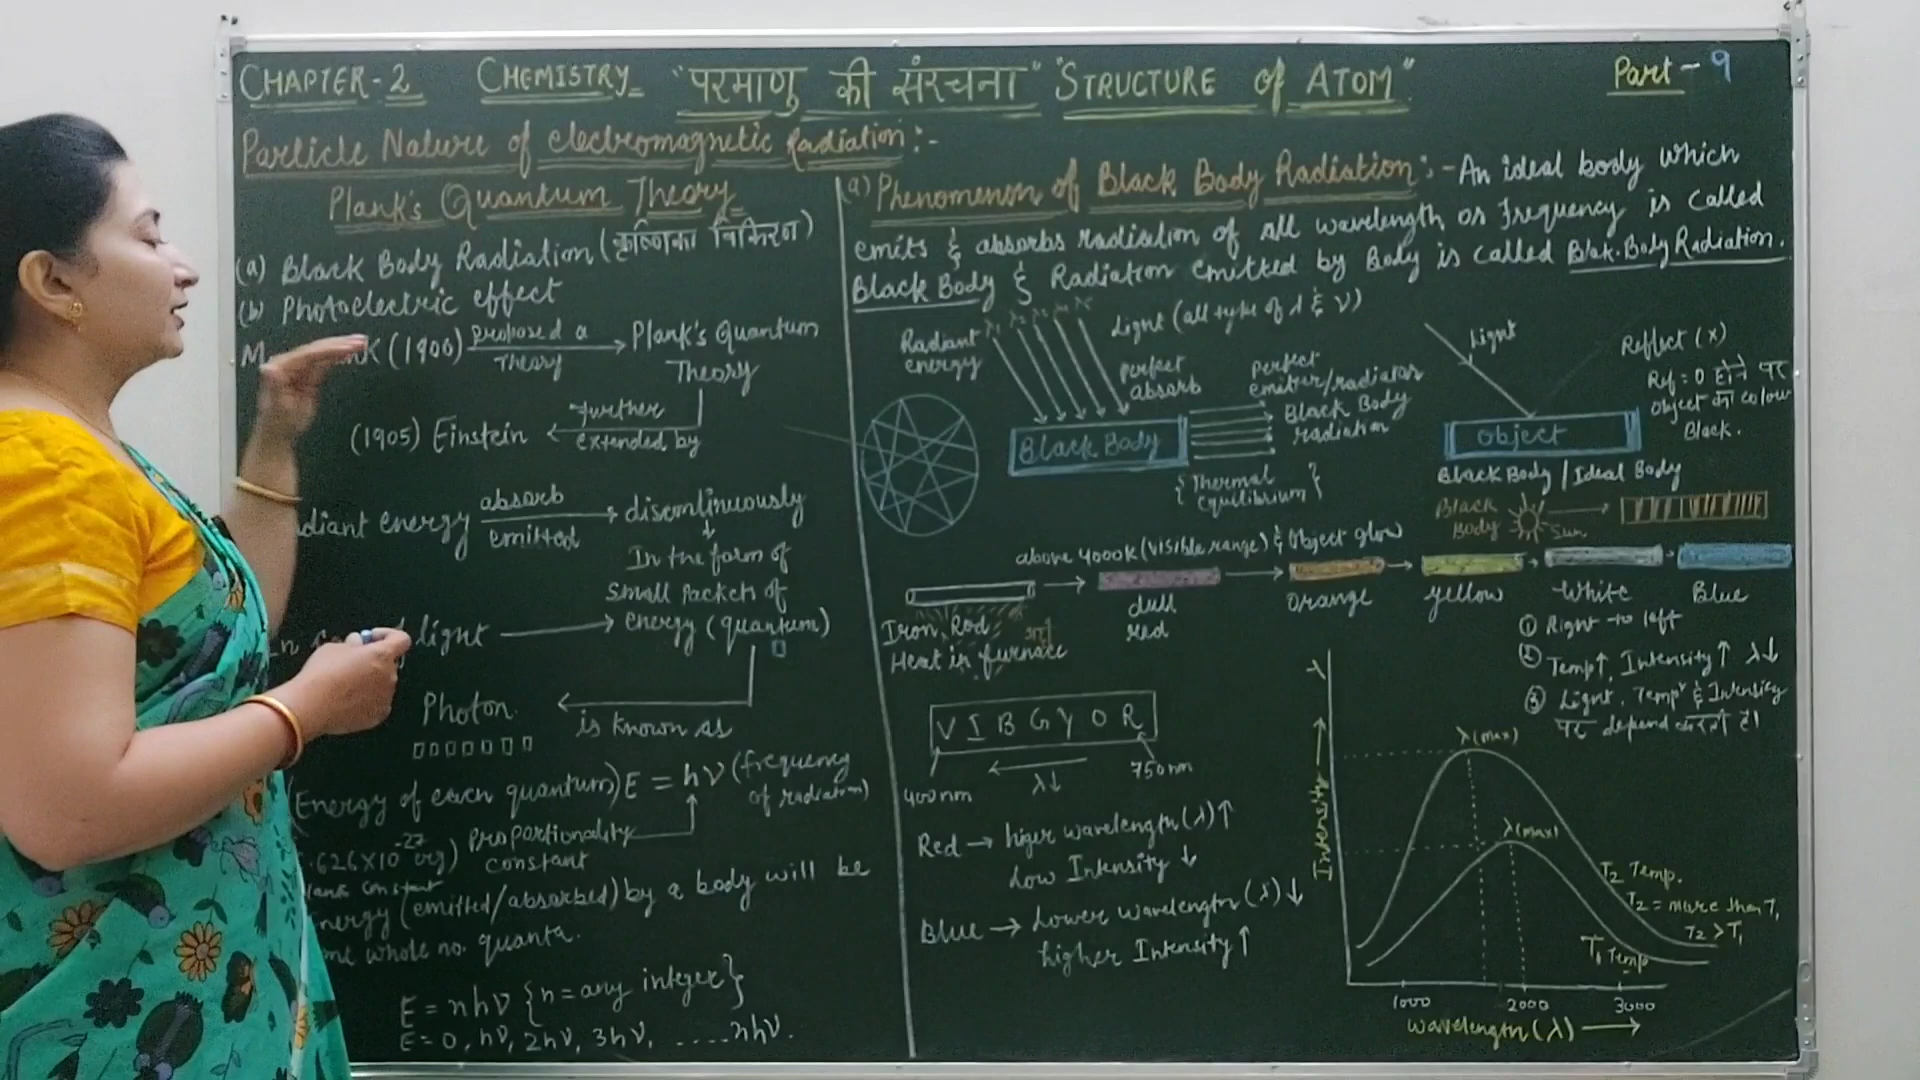 CHAPTER-2 CHEMISTRY "परमाणु की संरचना" "STRUCTURE of ATOM" Part-9
Particle Nature of electromagnetic Radiation:-
Plank's Quantum Theory
(a) Black Body Radiation (कृष्णिका विकिरण)
(b) Photoelectric effect
(1900) proposed a Theory Plank's Quantum
Theory
(1905) Einstein further extended by
energy absorb emitted discontinuously
In the form of
small packets of
light energy (quantum)
Photon is known as
(Energy of each quantum) E = hν (frequency
of radiation)
Proportionality
constant
constant
(emitted/absorbed) by a body will be
whole no. quanta.
E = nhν {n = any integer}
E = 0, hν, 2hν, 3hν, .....nhν.
(a) Phenomenon of Black Body Radiation:- An ideal body which
emits & absorbs radiation of all wavelength or frequency is called
Black Body & Radiation emitted by Body is called Blak-Body Radiation.
Radiant
energy
Light (all type of λ & ν)
perfect
absorb
perfect
emitter/radiator
Black Body
radiation
Black Body
{Thermal
equilibrium}
Light
Reflect (x)
Object
Black.
Object
Black Body / Ideal Body
Black
Body
Sun
above 4000K (visible range) & Object glow
Iron Rod
Heat in furnace
dull
red
orange
yellow
White
Blue
① Right to left
② Temp↑, Intensity↑ λ↓
③ Light, Temp & Intensity
पर depend
V I B G Y O R
400nm
λ↓
750nm
Red → higer wavelength (λ)↑
Low Intensity ↓
Blue → Lower wavelength (λ)↓
higher Intensity↑
Intensity
λ(max)
λ(max)
T2 Temp.
T2 = more than T1
T2 > T1
T1 Temp
1000 2000 3000
wavelength (λ) →